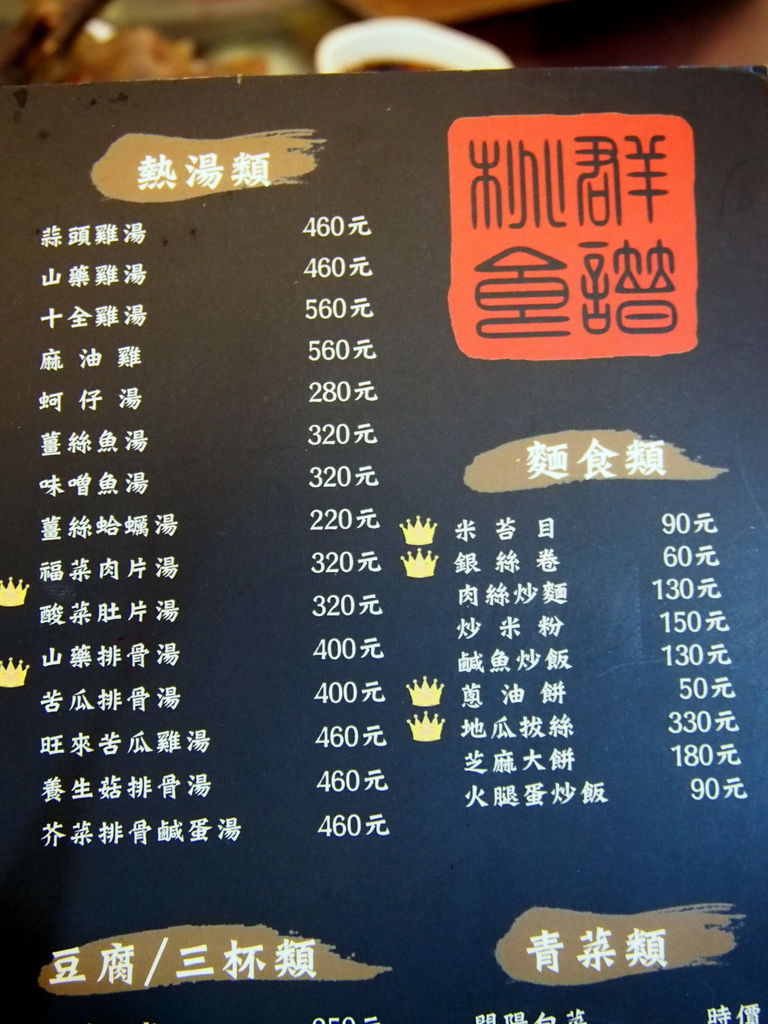 熱湯類
蒜頭雞湯 460元
山藥雞湯 460元
十全雞湯 560元
麻油雞 560元
蚵仔湯 280元
薑絲魚湯 320元
味噌魚湯 320元
薑絲蛤蠣湯 220元
福菜肉片湯 320元
酸菜肚片湯 320元
山藥排骨湯 400元
苦瓜排骨湯 400元
旺來苦瓜雞湯 460元
養生菇排骨湯 460元
芥菜排骨鹹蛋湯 460元
豆腐/三杯類
群桃
譜食
麵食類
米苔目 90元
銀絲卷 60元
肉絲炒麵 130元
炒米粉 150元
鹹魚炒飯 130元
蔥油餅 50元
地瓜拔絲 330元
芝麻大餅 180元
火腿蛋炒飯 90元
青菜類
開陽白菜 時價